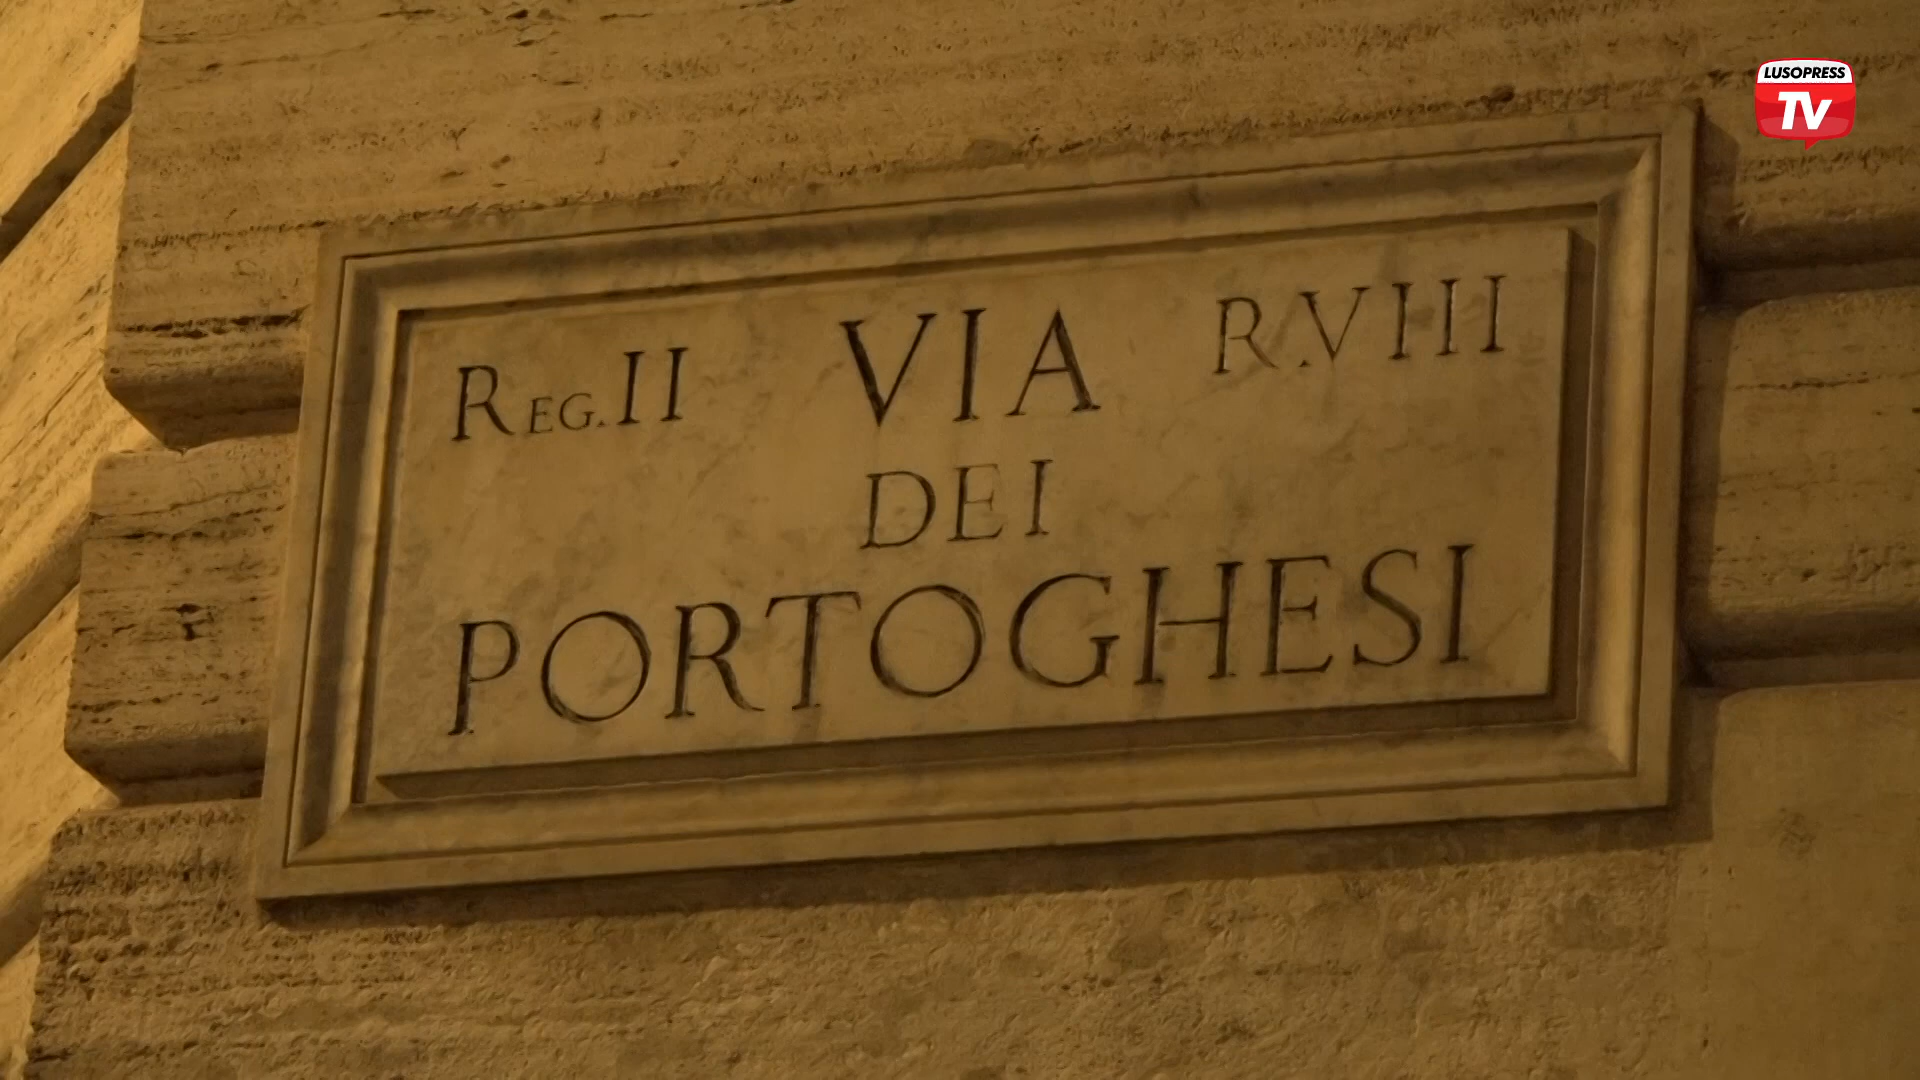 LUSOPRESS
TV
REG. II VIA R.VIII
DEI
PORTOGHESI